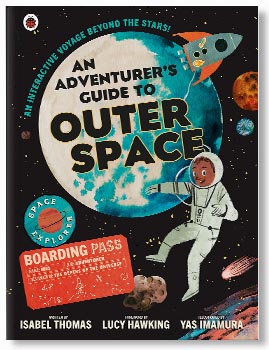 AN INTERACTIVE VOYAGE BEYOND THE STARS!
AN
ADVENTURER'S
GUIDE TO
OUTER
SPACE
SPACE
EXPLORER
BOARDING PASS
WRITTEN BY
ISABEL THOMAS
FOREWORD BY
LUCY HAWKING
ILLUSTRATED BY
YAS IMAMURA